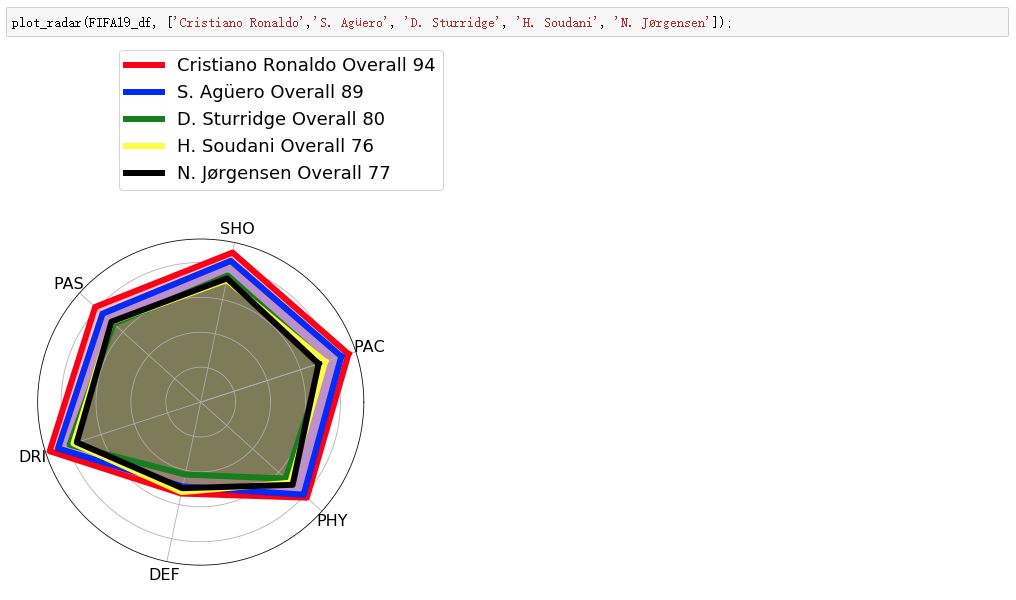 plot_radar(FIFA19_df, ['Cristiano Ronaldo','S. Agüero', 'D. Sturridge', 'H. Soudani', 'N. Jørgensen']);
Cristiano Ronaldo Overall 94
S. Agüero Overall 89
D. Sturridge Overall 80
H. Soudani Overall 76
N. Jørgensen Overall 77
SHO
PAS
PAC
DRI
PHY
DEF